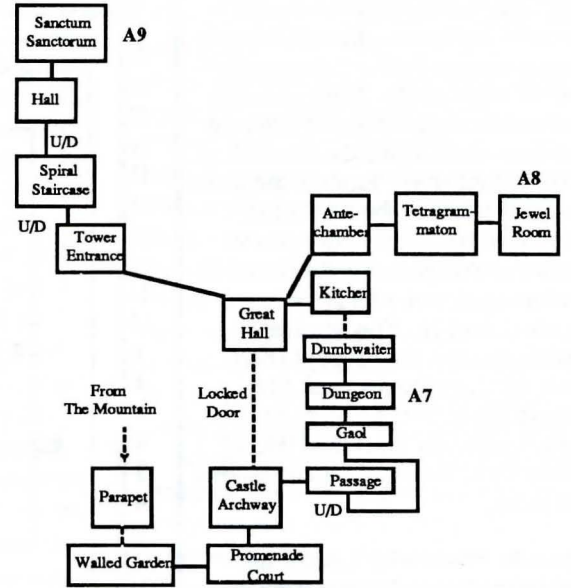 Sanctum
Sanctorum
A9
Hall
U/D
Spiral
Staircase
U/D
Tower
Entrance
Ante-
chamber
Tetragram-
maton
A8
Jewel
Room
Great
Hall
Kitcher
Dumbwaiter
Dungeon
A7
Gaol
From
The Mountain
Locked
Door
Parapet
Castle
Archway
Passage
U/D
Walled Garden
Promenade
Court